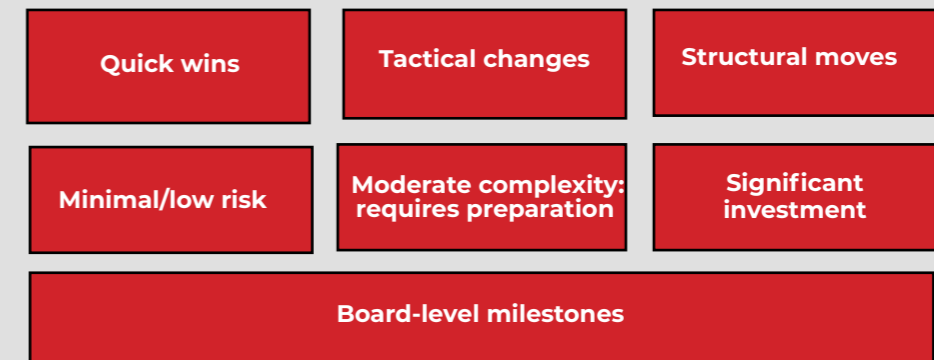 Quick wins
Tactical changes
Structural moves
Minimal/low risk
Moderate complexity:
requires preparation
Significant
investment
Board-level milestones